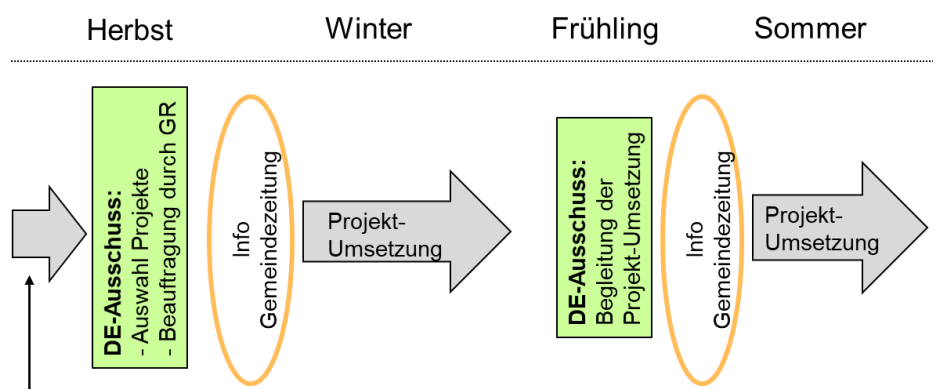 Herbst
Winter
Frühling
Sommer
DE-Ausschuss:
- Auswahl Projekte
- Beauftragung durch GR
Info
Gemeindezeitung
Projekt-
Umsetzung
DE-Ausschuss:
Begleitung der
Projekt-Umsetzung
Info
Gemeindezeitung
Projekt-
Umsetzung